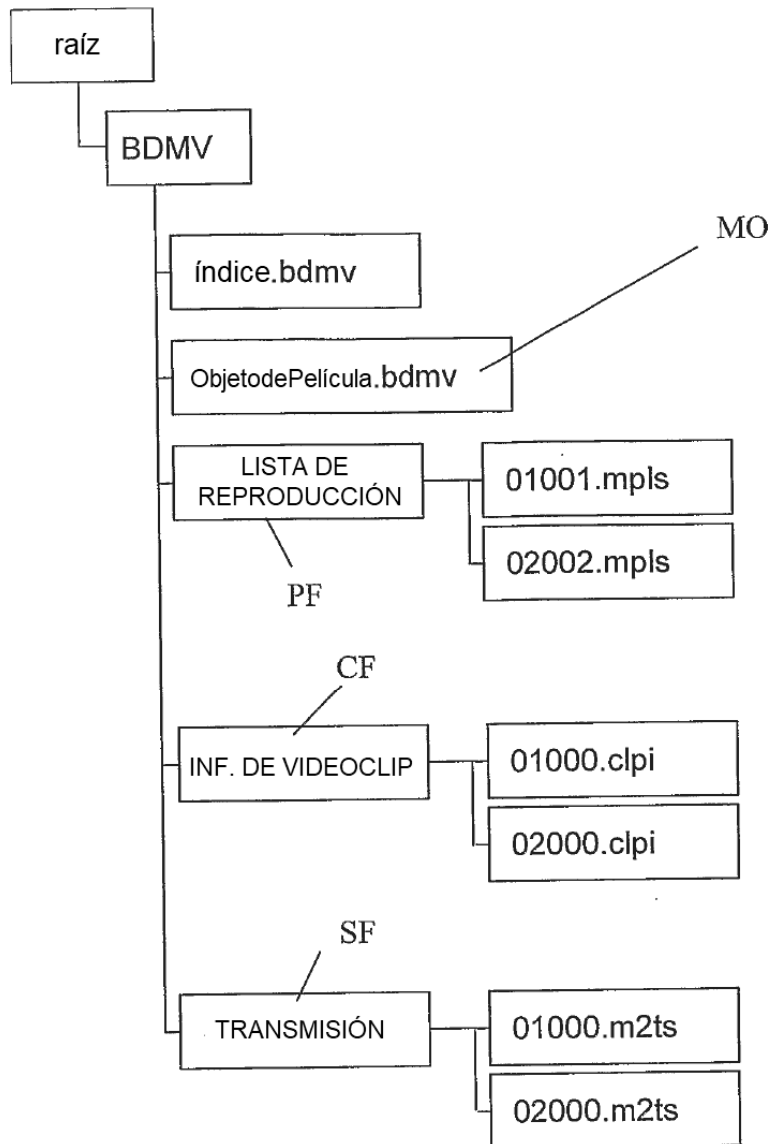 raíz
BDMV
MO
índice.bdmv
ObjetodePelícula.bdmv
LISTA DE
REPRODUCCIÓN
01001.mpls
02002.mpls
PF
CF
INF. DE VIDEOCLIP
01000.clpi
02000.clpi
SF
TRANSMISIÓN
01000.m2ts
02000.m2ts